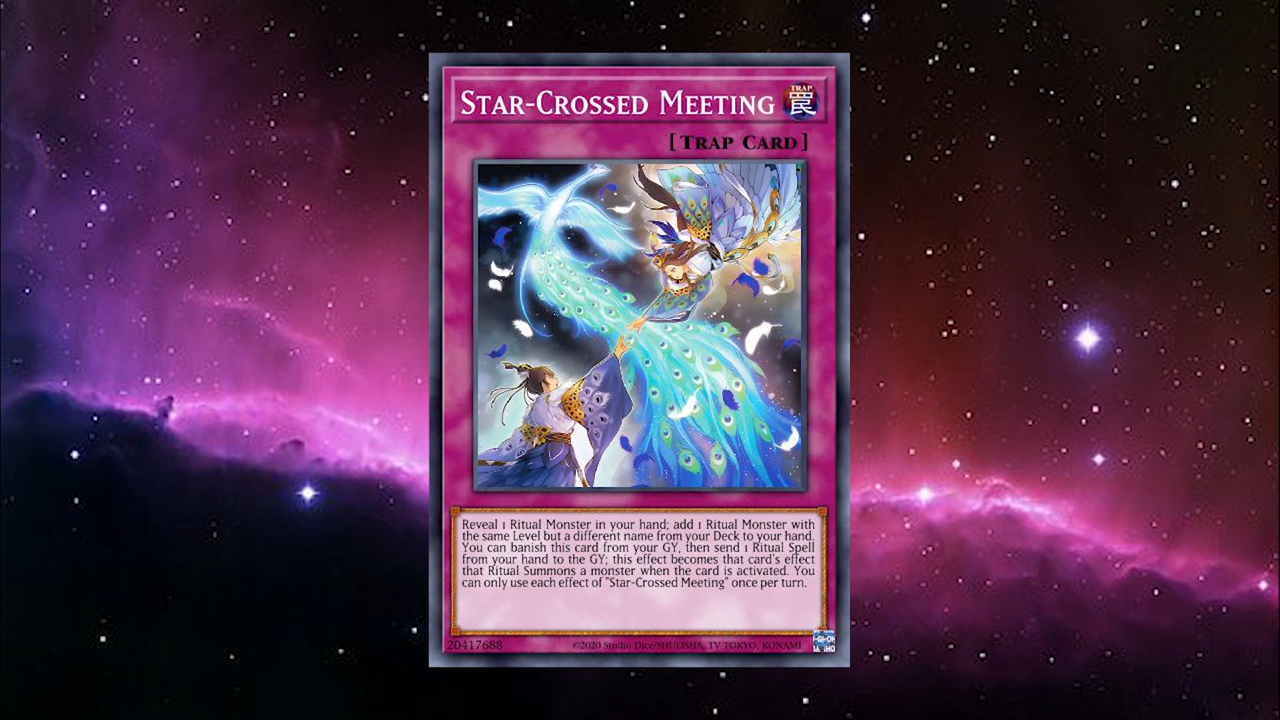 STAR-CROSSED MEETING
TRAP
罠
[TRAP CARD]
Reveal 1 Ritual Monster in your hand; add 1 Ritual Monster with
the same Level but a different name from your Deck to your hand.
You can banish this card from your GY, then send 1 Ritual Spell
from your hand to the GY; this effect becomes that card's effect
that Ritual Summons a monster when the card is activated. You
can only use each effect of "Star-Crossed Meeting" once per turn.
20417688 ©2020 Studio Dice/SHUEISHA, TV TOKYO, KONAMI